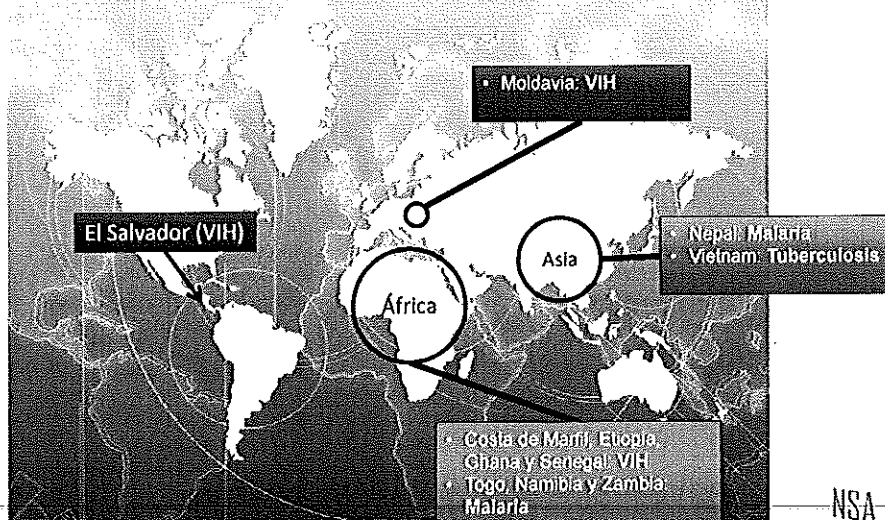 • Moldavia: VIH
El Salvador (VIH)
Asia
• Nepal: Malaria
• Vietnam: Tuberculosis
África
• Costa de Marfil, Etiopía,
Ghana y Senegal: VIH
• Togo, Namibia y Zambia:
Malaria
NSA